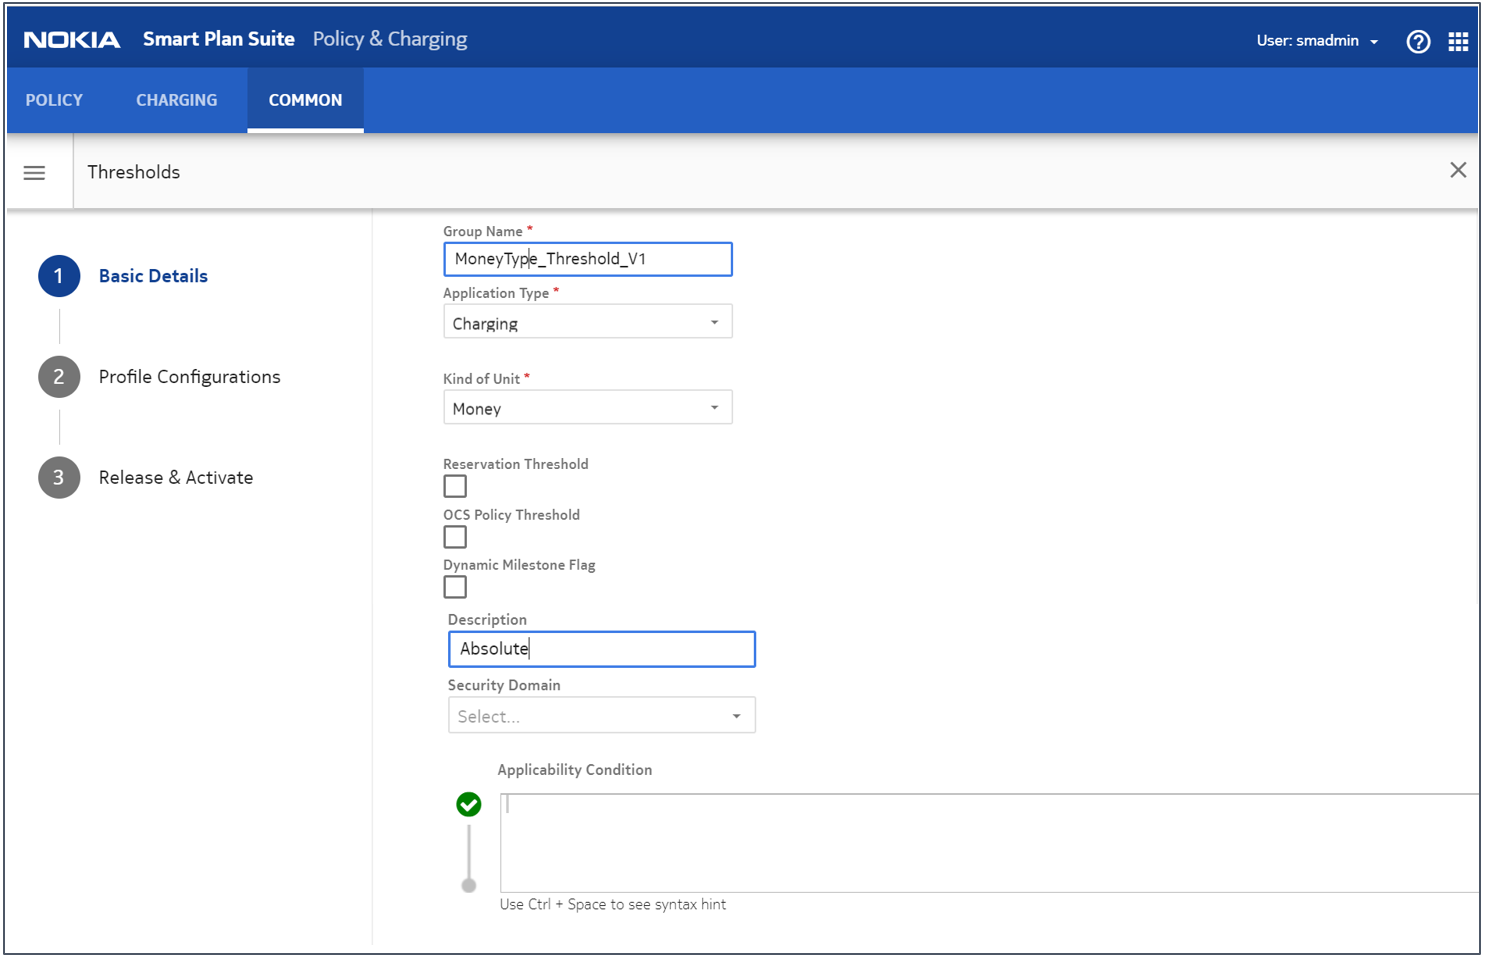 NOKIA Smart Plan Suite Policy & Charging User: smadmin
POLICY CHARGING COMMON
Thresholds
1 Basic Details
2 Profile Configurations
3 Release & Activate
Group Name *
MoneyType_Threshold_V1
Application Type *
Charging
Kind of Unit *
Money
Reservation Threshold
OCS Policy Threshold
Dynamic Milestone Flag
Description
Absolute
Security Domain
Select...
Applicability Condition
Use Ctrl + Space to see syntax hint